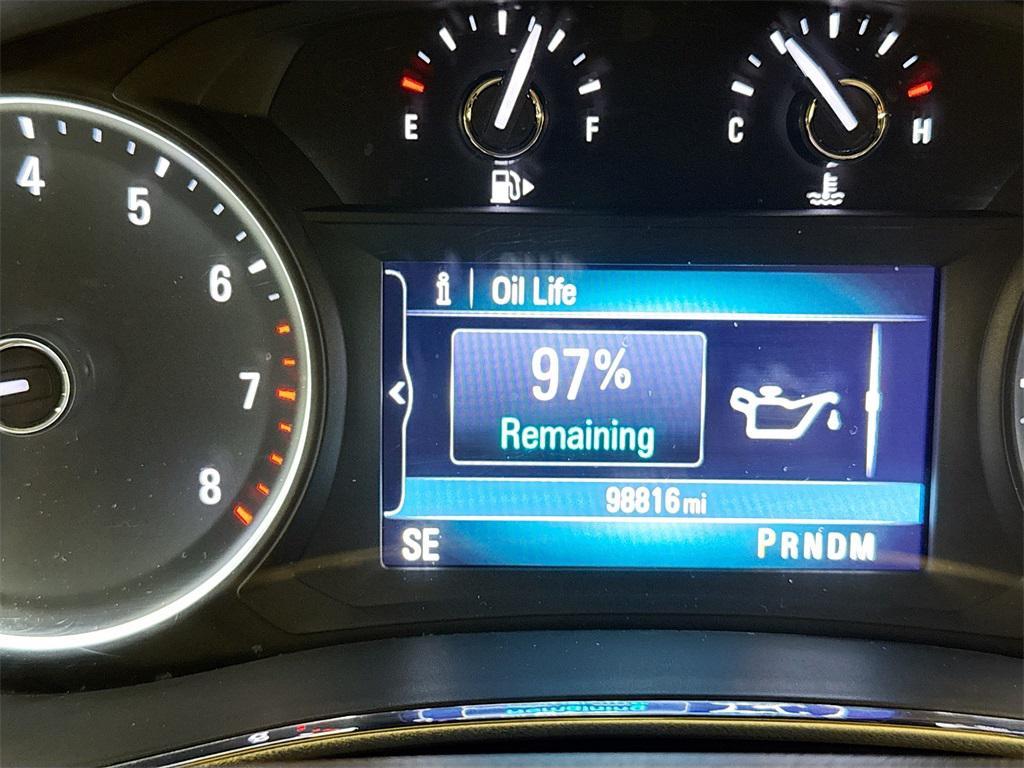 E F
C H
4
5
6
7
8
i Oil Life
97%
Remaining
98816 mi
SE PRNDM